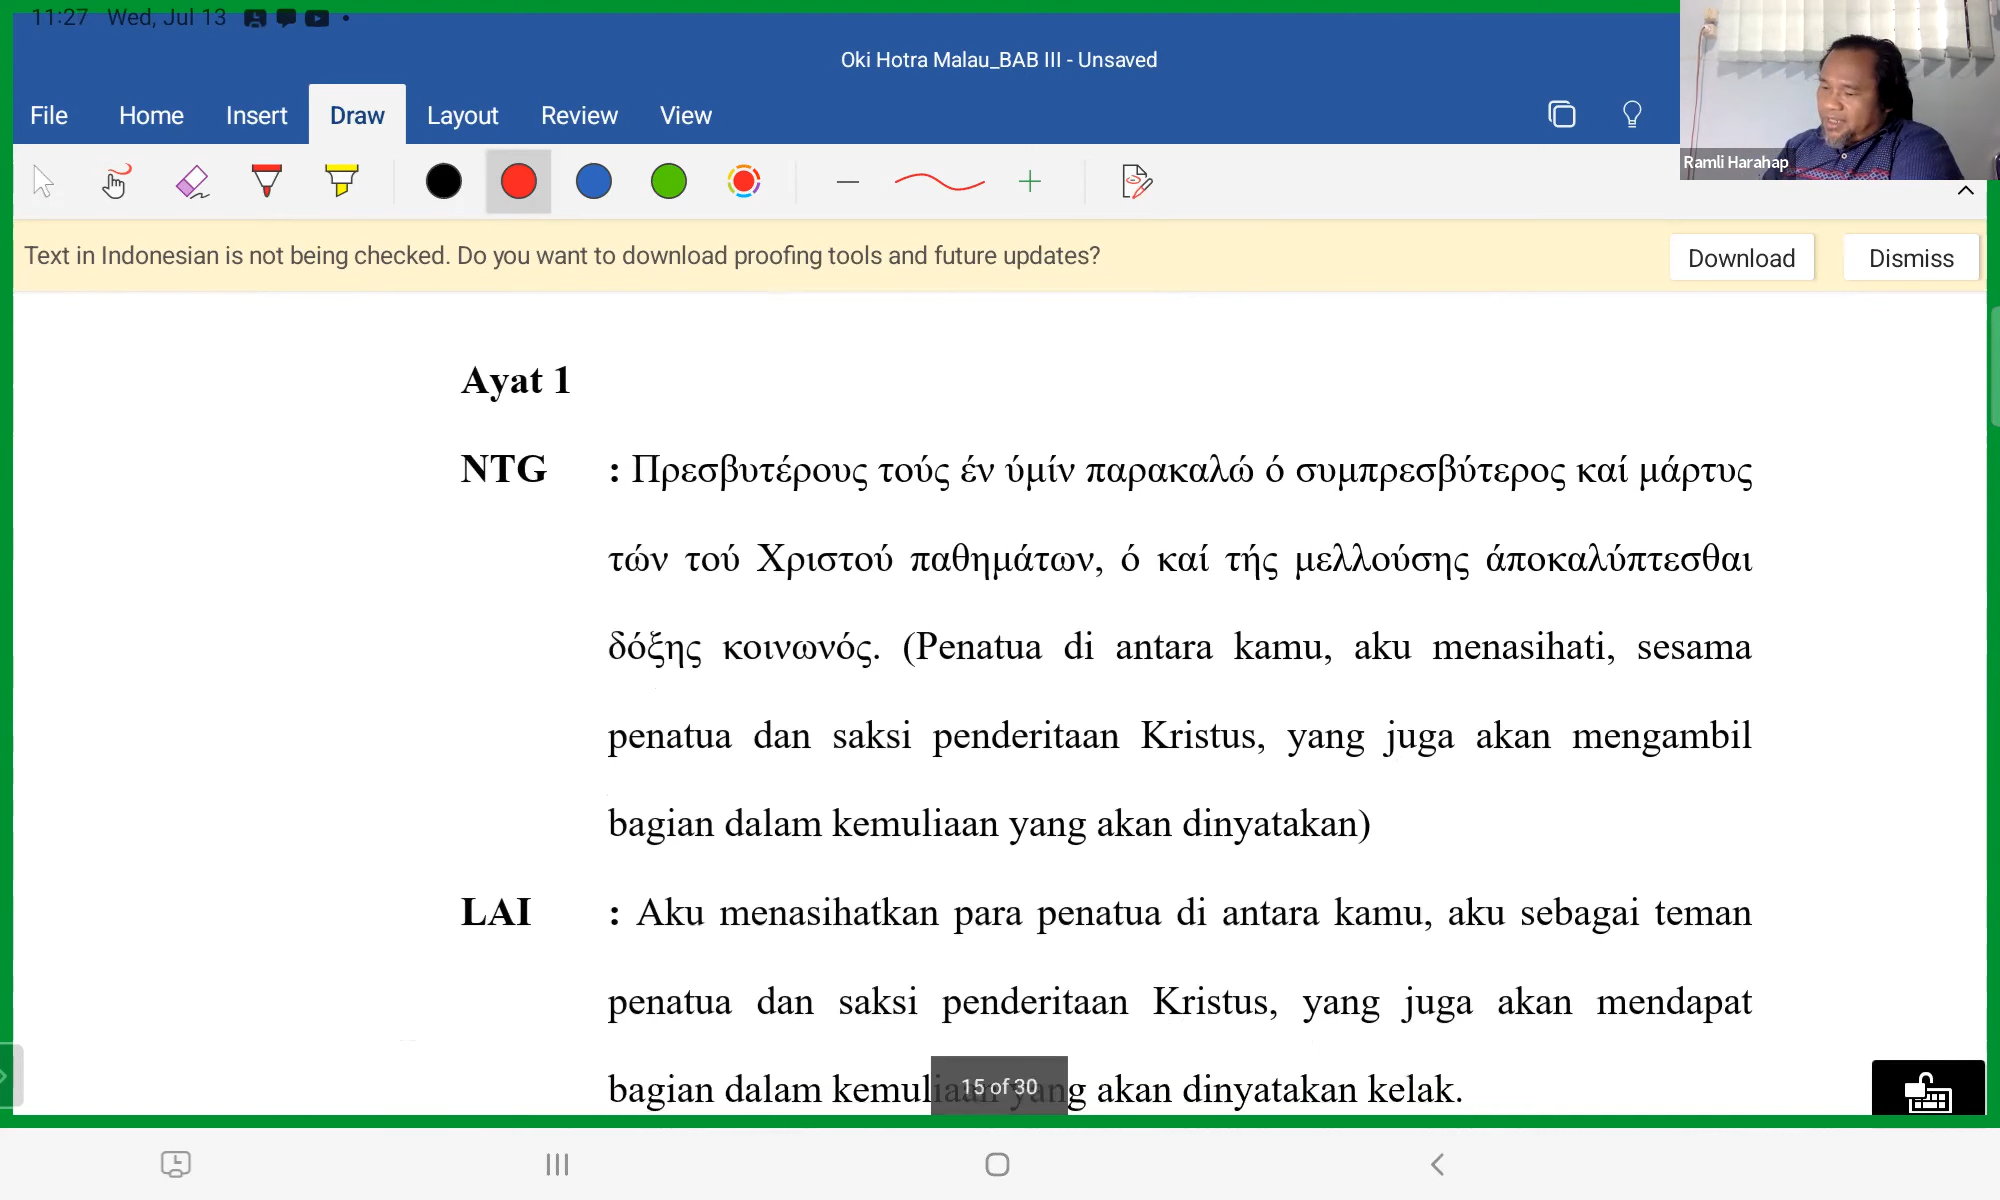 11:27 Wed, Jul 13
Oki Hotra Malau_BAB III - Unsaved
File Home Insert Draw Layout Review View
Ramli Harahap
Text in Indonesian is not being checked. Do you want to download proofing tools and future updates?
Download Dismiss
Ayat 1
NTG : Πρεσβυτέρους τούς έν ύμίν παρακαλώ ό συμπρεσβύτερος καί μάρτυς
τών τού Χριστού παθημάτων, ό καί τής μελλούσης άποκαλύπτεσθαι
δόξης κοινωνός. (Penatua di antara kamu, aku menasihati, sesama
penatua dan saksi penderitaan Kristus, yang juga akan mengambil
bagian dalam kemuliaan yang akan dinyatakan)
LAI : Aku menasihatkan para penatua di antara kamu, aku sebagai teman
penatua dan saksi penderitaan Kristus, yang juga akan mendapat
bagian dalam kemuliaan yang akan dinyatakan kelak.
15 of 30